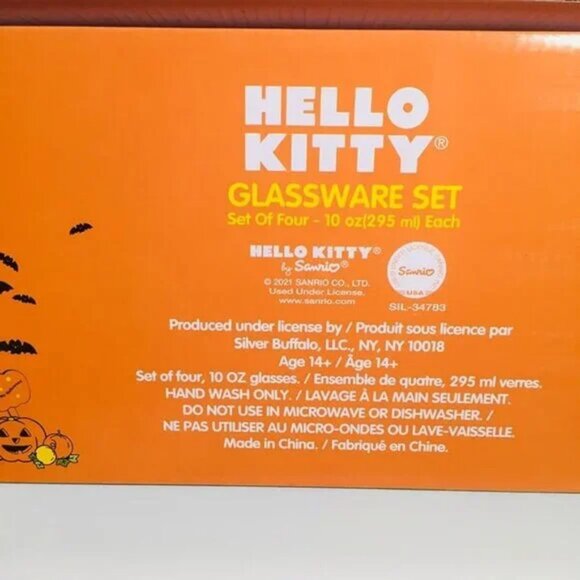 HELLO
KITTY®
GLASSWARE SET
Set Of Four - 10 oz(295 ml) Each
HELLO KITTY®
by Sanrio®
© 2021 SANRIO CO., LTD.
Used Under License.
www.sanrio.com
Sanrio
USA
SIL-34783
Produced under license by / Produit sous licence par
Silver Buffalo, LLC., NY, NY 10018
Age 14+ / Âge 14+
Set of four, 10 OZ glasses. / Ensemble de quatre, 295 ml verres.
HAND WASH ONLY. / LAVAGE À LA MAIN SEULEMENT.
DO NOT USE IN MICROWAVE OR DISHWASHER. /
NE PAS UTILISER AU MICRO-ONDES OU LAVE-VAISSELLE.
Made in China. / Fabriqué en Chine.